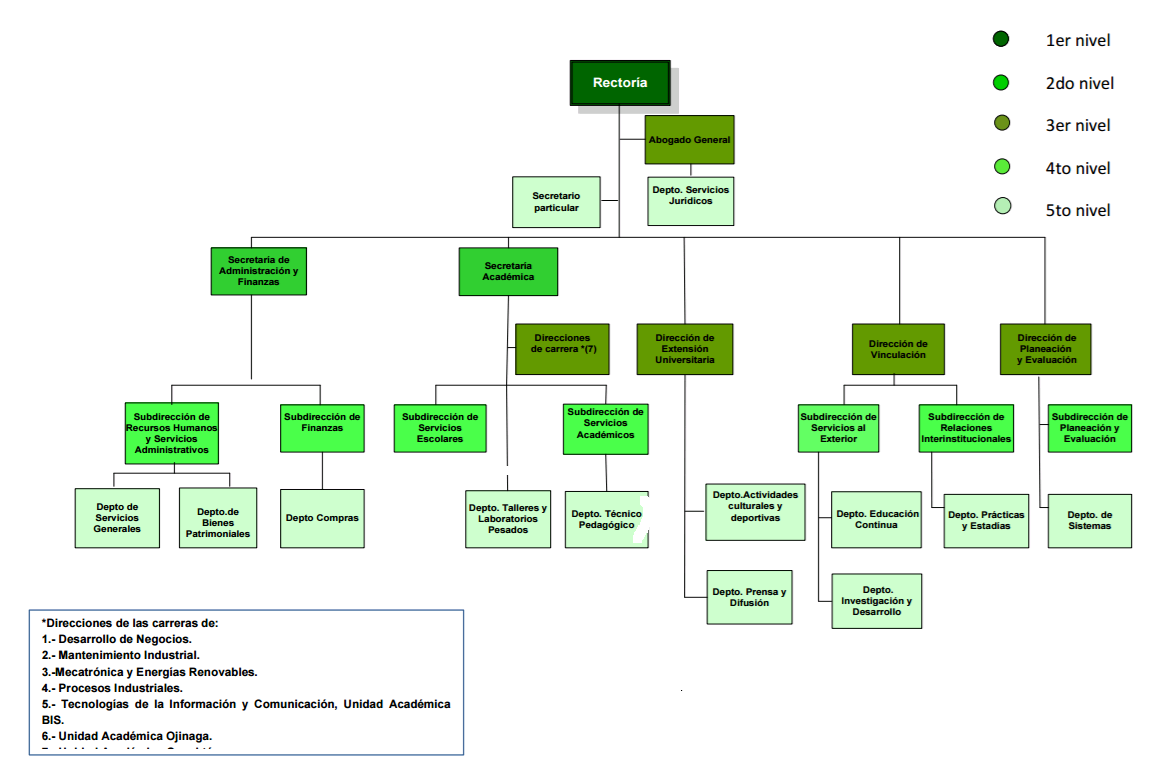 1er nivel
2do nivel
3er nivel
4to nivel
5to nivel
Rectoría
Abogado General
Secretario
particular
Depto. Servicios
Jurídicos
Secretaría de
Administración y
Finanzas
Secretaría
Académica
Direcciones
de carrera *(7)
Dirección de
Extensión
Universitaria
Dirección de
Vinculación
Dirección de
Planeación
y Evaluación
Subdirección de
Recursos Humanos
y Servicios
Administrativos
Subdirección de
Finanzas
Subdirección de
Servicios
Escolares
Subdirección de
Servicios
Académicos
Subdirección de
Servicios al
Exterior
Subdirección de
Relaciones
Interinstitucionales
Subdirección de
Planeación y
Evaluación
Depto de
Servicios
Generales
Depto.de
Bienes
Patrimoniales
Depto Compras
Depto. Talleres y
Laboratorios
Pesados
Depto. Técnico
Pedagógico
Depto.Actividades
culturales y
deportivas
Depto. Educación
Continua
Depto. Prácticas
y Estadías
Depto. de
Sistemas
Depto. Prensa y
Difusión
Depto.
Investigación y
Desarrollo
*Direcciones de las carreras de:
1.- Desarrollo de Negocios.
2.- Mantenimiento Industrial.
3.-Mecatrónica y Energías Renovables.
4.- Procesos Industriales.
5.- Tecnologías de la Información y Comunicación, Unidad Académica
BIS.
6.- Unidad Académica Ojinaga.